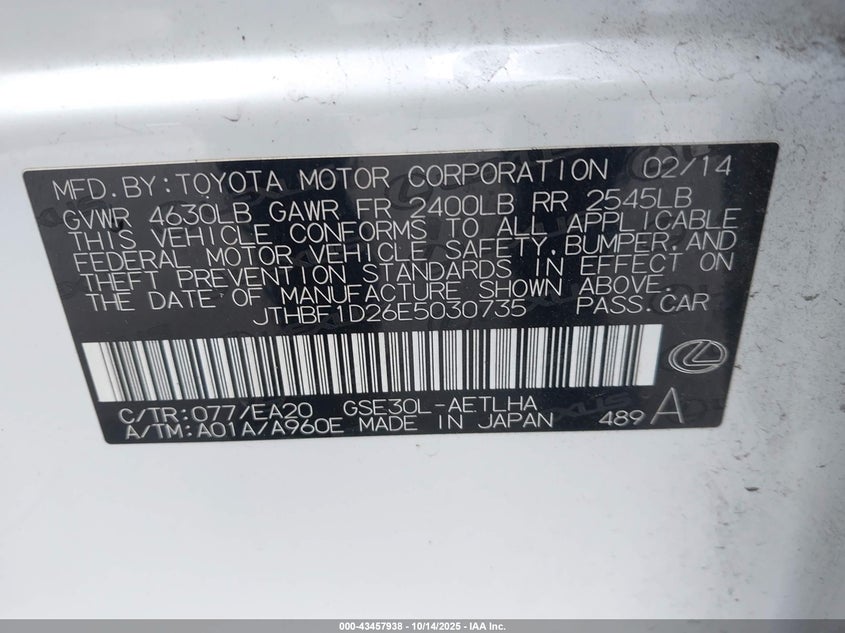 MFD.BY:TOYOTA MOTOR CORPORATION 02/14
GVWR 4630LB GAWR FR 2400LB RR 2545LB
THIS VEHICLE CONFORMS TO ALL APPLICABLE
FEDERAL MOTOR VEHICLE SAFETY,BUMPER,AND
THEFT PREVENTION STANDARDS IN EFFECT ON
THE DATE OF MANUFACTURE SHOWN ABOVE.
JTHBF1D26E5030735 PASS.CAR
C/TR:077/EA20 GSE30L-AETLHA
A/TM:A01A/A960E MADE IN JAPAN 489 A
000-43457938 | 10/14/2025 – IAA Inc.